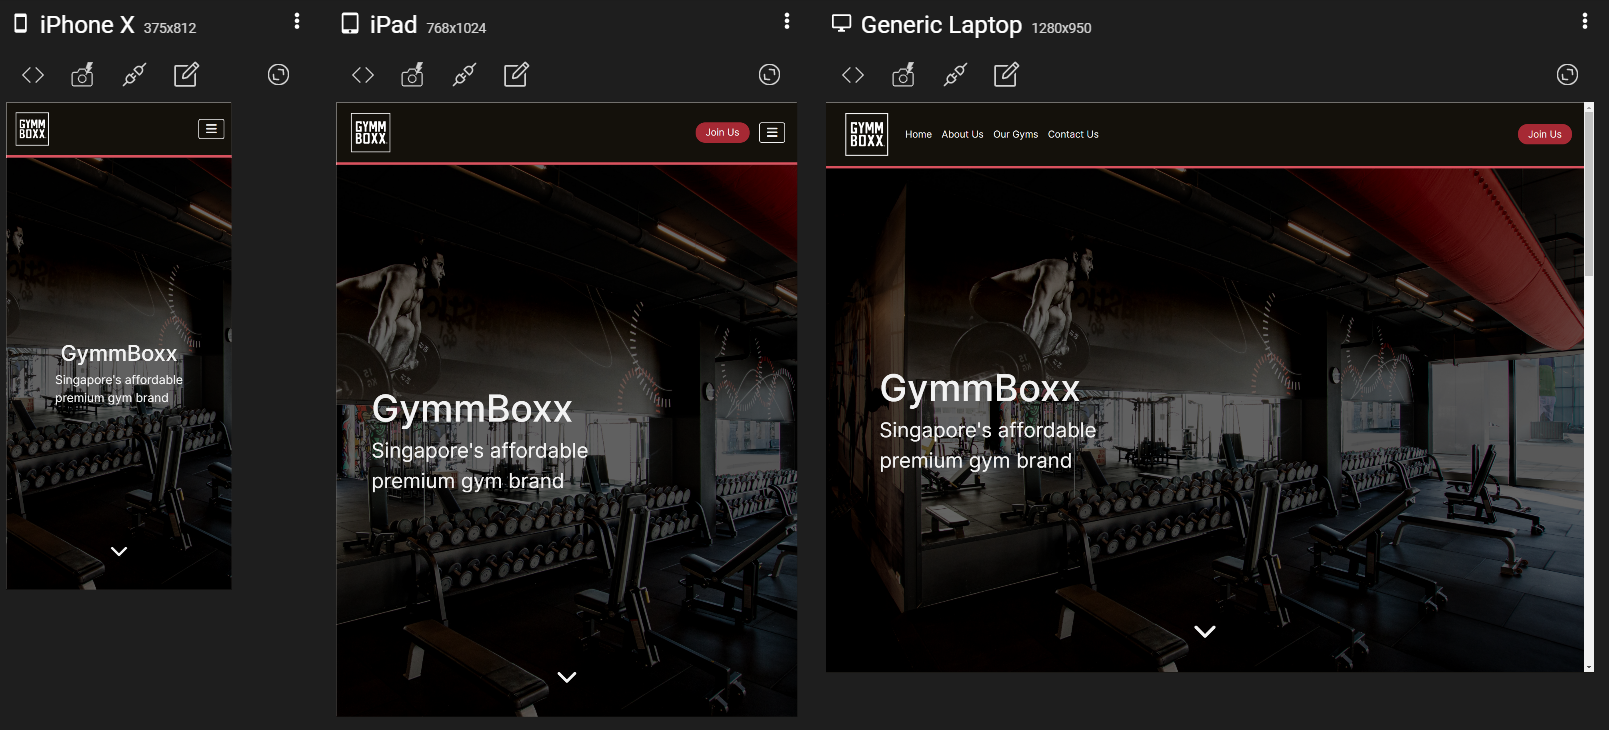 iPhone X 375x812
GYMM
BOXX
GymmBoxx
Singapore's affordable
premium gym brand
iPad 768x1024
GYMM
BOXX
Join Us
GymmBoxx
Singapore's affordable
premium gym brand
Generic Laptop 1280x950
GYMM
BOXX
Home About Us Our Gyms Contact Us
Join Us
GymmBoxx
Singapore's affordable
premium gym brand